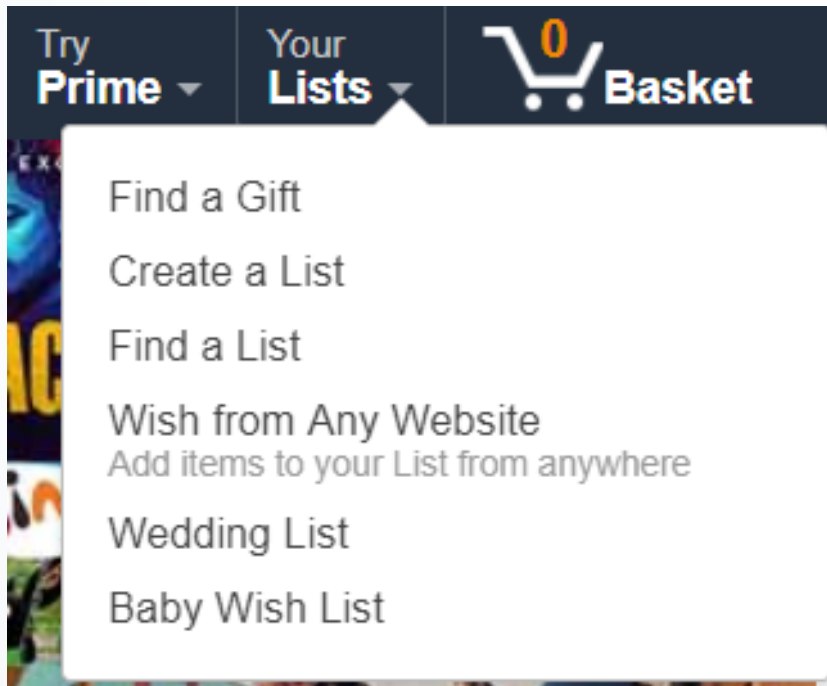 Try
Prime
Your
Lists
0
Basket
Find a Gift
Create a List
Find a List
Wish from Any Website
Add items to your List from anywhere
Wedding List
Baby Wish List